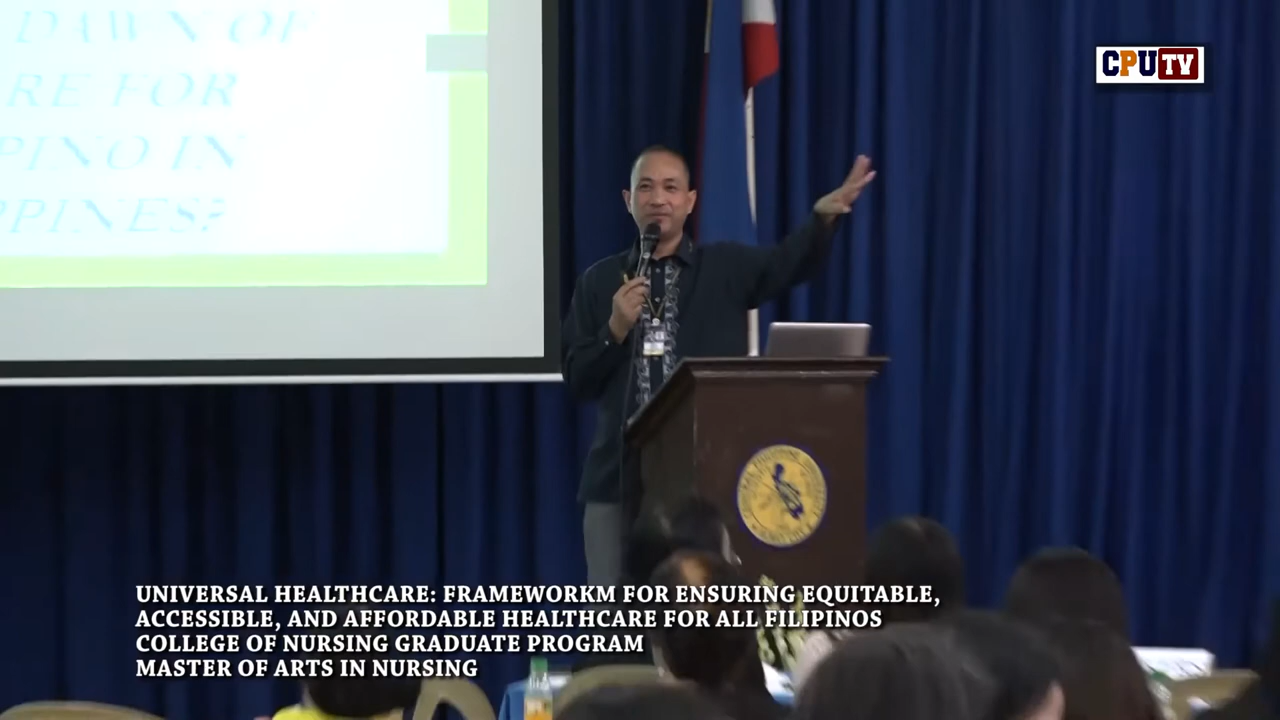 DAWN OF
RE FOR
PINO IN
PPINES?
CPUTV
UNIVERSAL HEALTHCARE: FRAMEWORKM FOR ENSURING EQUITABLE,
ACCESSIBLE, AND AFFORDABLE HEALTHCARE FOR ALL FILIPINOS
COLLEGE OF NURSING GRADUATE PROGRAM
MASTER OF ARTS IN NURSING